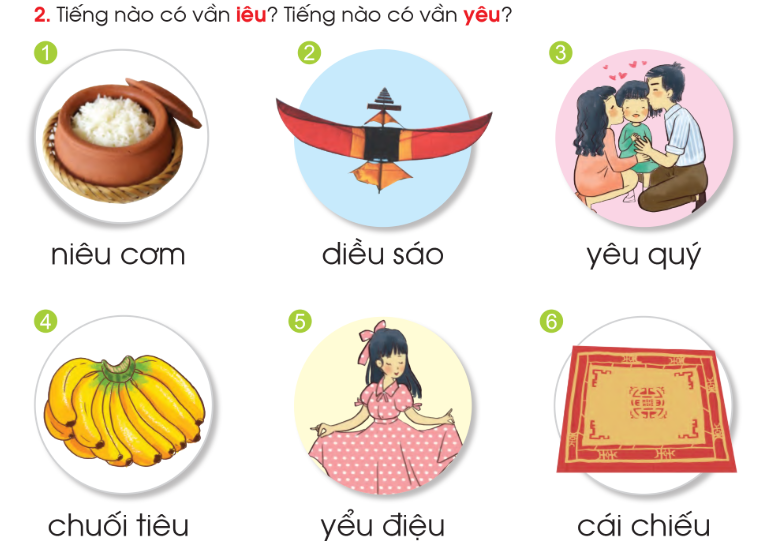 2. Tiếng nào có vần iêu? Tiếng nào có vần yêu?
1 2 3
niêu cơm diều sáo yêu quý
4 5 6
chuối tiêu yểu điệu cái chiếu